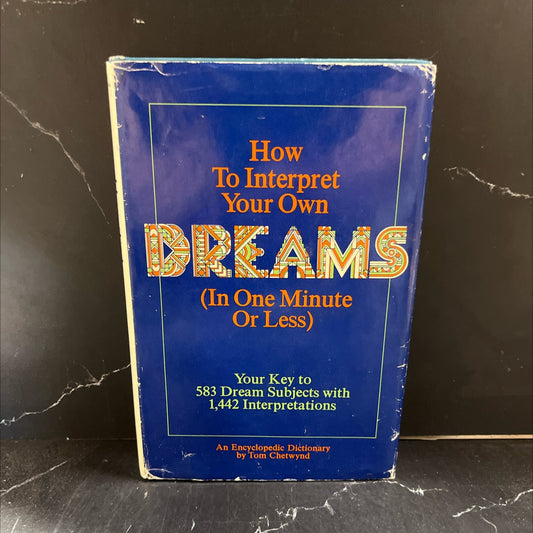 How
To Interpret
Your Own
DREAMS
(In One Minute
Or Less)
Your Key to
583 Dream Subjects with
1,442 Interpretations
An Encyclopedic Dictionary
by Tom Chetwynd